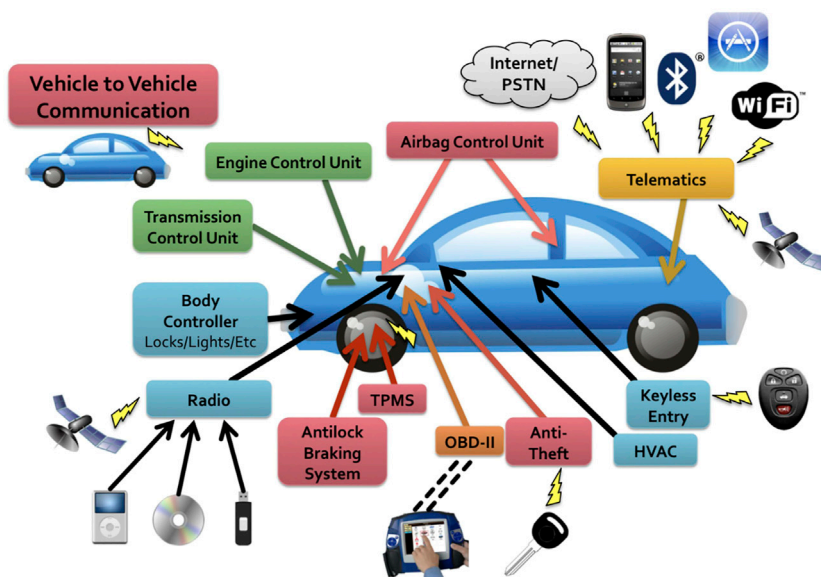 Vehicle to Vehicle
Communication
Internet/
PSTN
®
Wi Fi™
Engine Control Unit
Airbag Control Unit
Telematics
Transmission
Control Unit
Body
Controller
Locks/Lights/Etc
Radio
TPMS
Antilock
Braking
System
OBD-II
Anti-
Theft
Keyless
Entry
HVAC